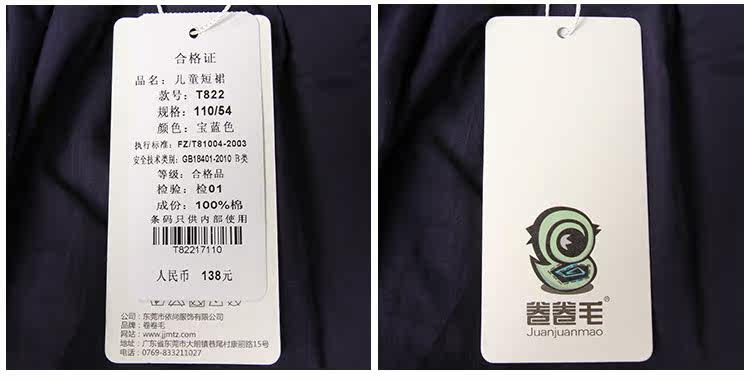 合格证
品名：儿童短裙
款号：T822
规格：110/54
颜色：宝蓝色
执行标准：FZ/T81004-2003
安全技术类别：GB18401-2010 B类
等级：合格品
检验：检01
成份：100%棉
条码只供内部使用
T82217110
人民币 138元
公司：东莞市依尚服饰有限公司
品牌：卷卷毛
网站：www.jjmtz.com
地址：广东省东莞市大朗镇巷尾村康丽路15号
电话：0769-833211027
卷卷毛®
Juanjuanmao